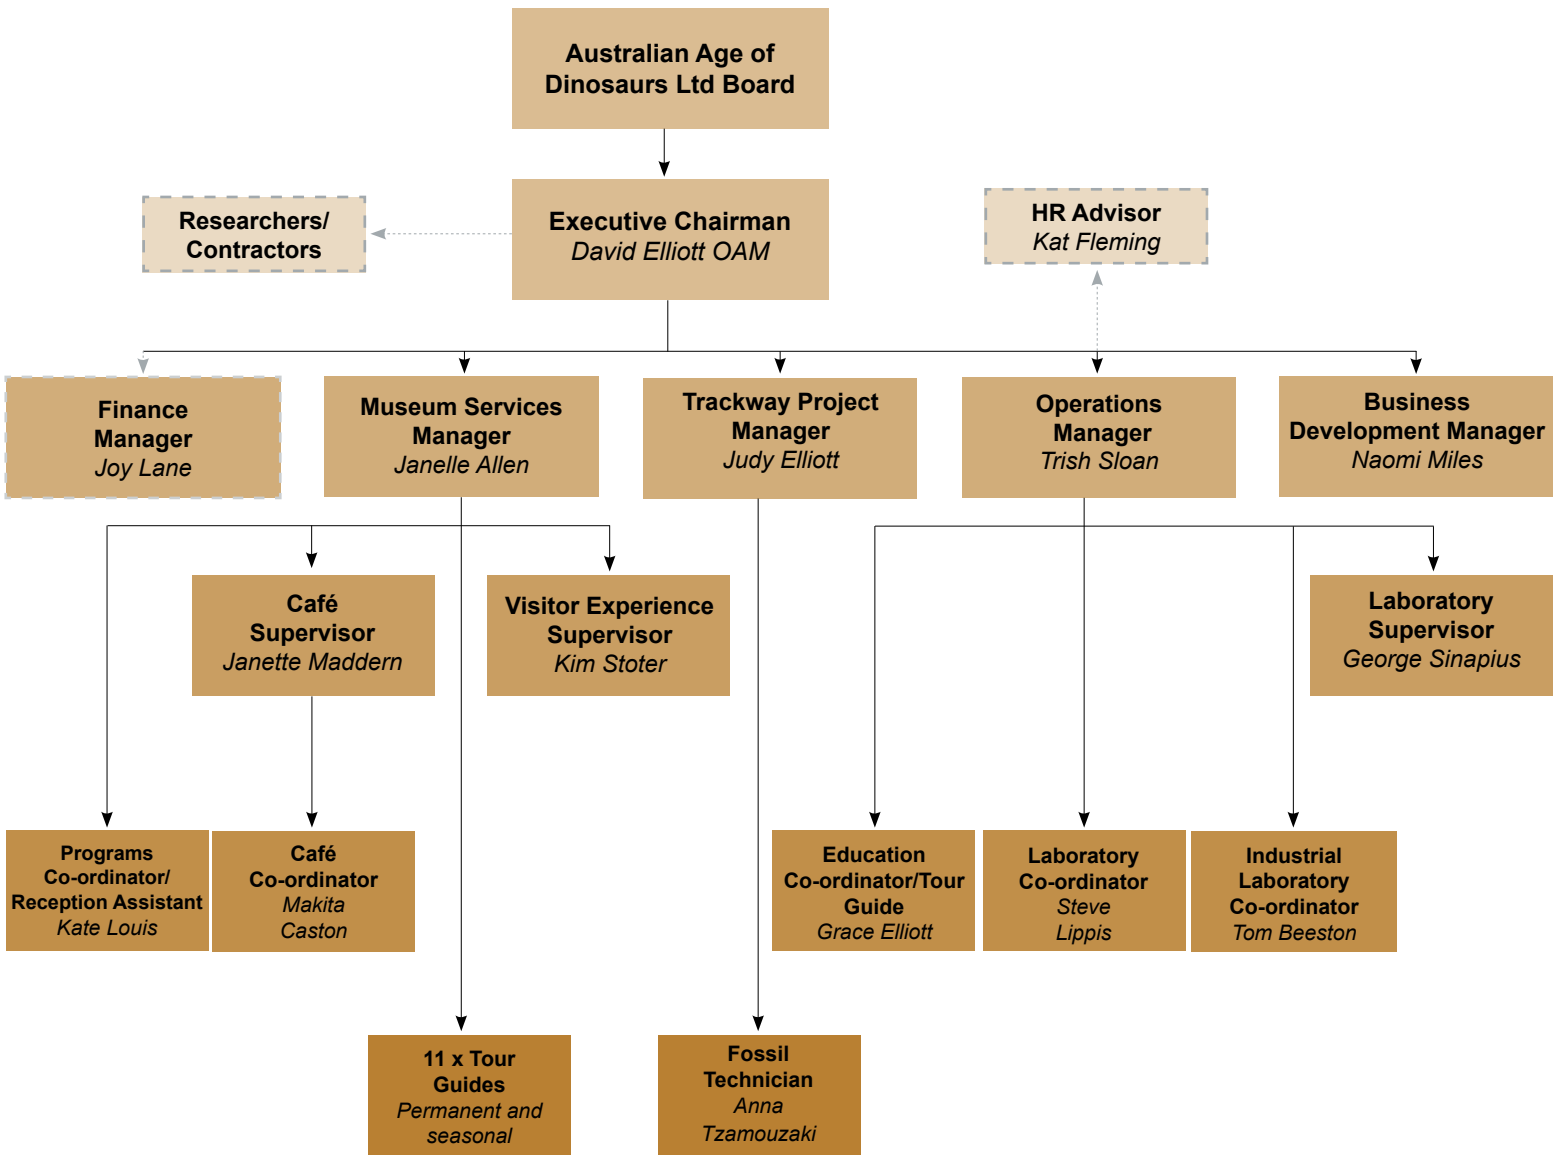 Australian Age of
Dinosaurs Ltd Board
Researchers/
Contractors
Executive Chairman
David Elliott OAM
HR Advisor
Kat Fleming
Finance
Manager
Joy Lane
Museum Services
Manager
Janelle Allen
Trackway Project
Manager
Judy Elliott
Operations
Manager
Trish Sloan
Business
Development Manager
Naomi Miles
Café
Supervisor
Janette Maddern
Visitor Experience
Supervisor
Kim Stoter
Laboratory
Supervisor
George Sinapius
Programs
Co-ordinator/
Reception Assistant
Kate Louis
Café
Co-ordinator
Makita
Caston
Education
Co-ordinator/Tour
Guide
Grace Elliott
Laboratory
Co-ordinator
Steve
Lippis
Industrial
Laboratory
Co-ordinator
Tom Beeston
11 x Tour
Guides
Permanent and
seasonal
Fossil
Technician
Anna
Tzamouzaki